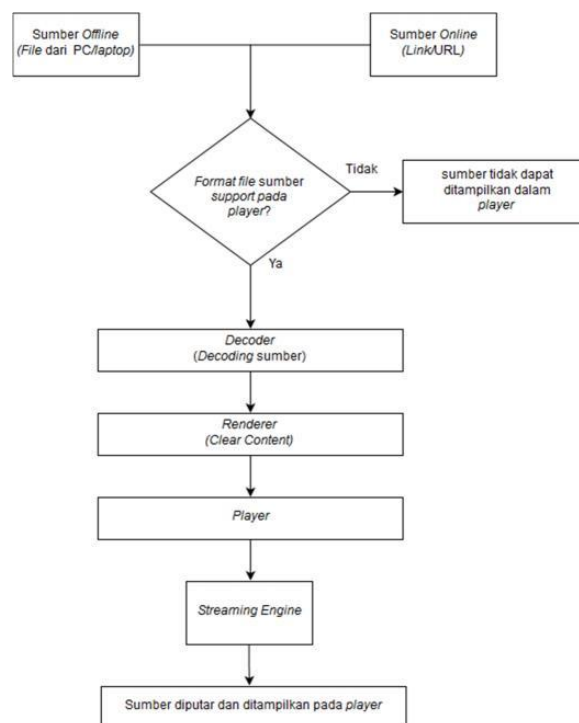 Sumber Offline
(File dari PC/laptop)
Sumber Online
(Link/URL)
Format file sumber
support pada
player?
Tidak
sumber tidak dapat
ditampilkan dalam
player
Ya
Decoder
(Decoding sumber)
Renderer
(Clear Content)
Player
Streaming Engine
Sumber diputar dan ditampilkan pada player